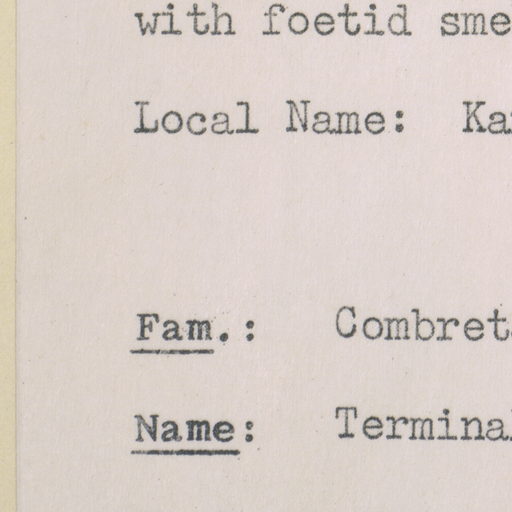 with foetid sme
Local Name: Ka
Fam.: Combret
Name: Termina